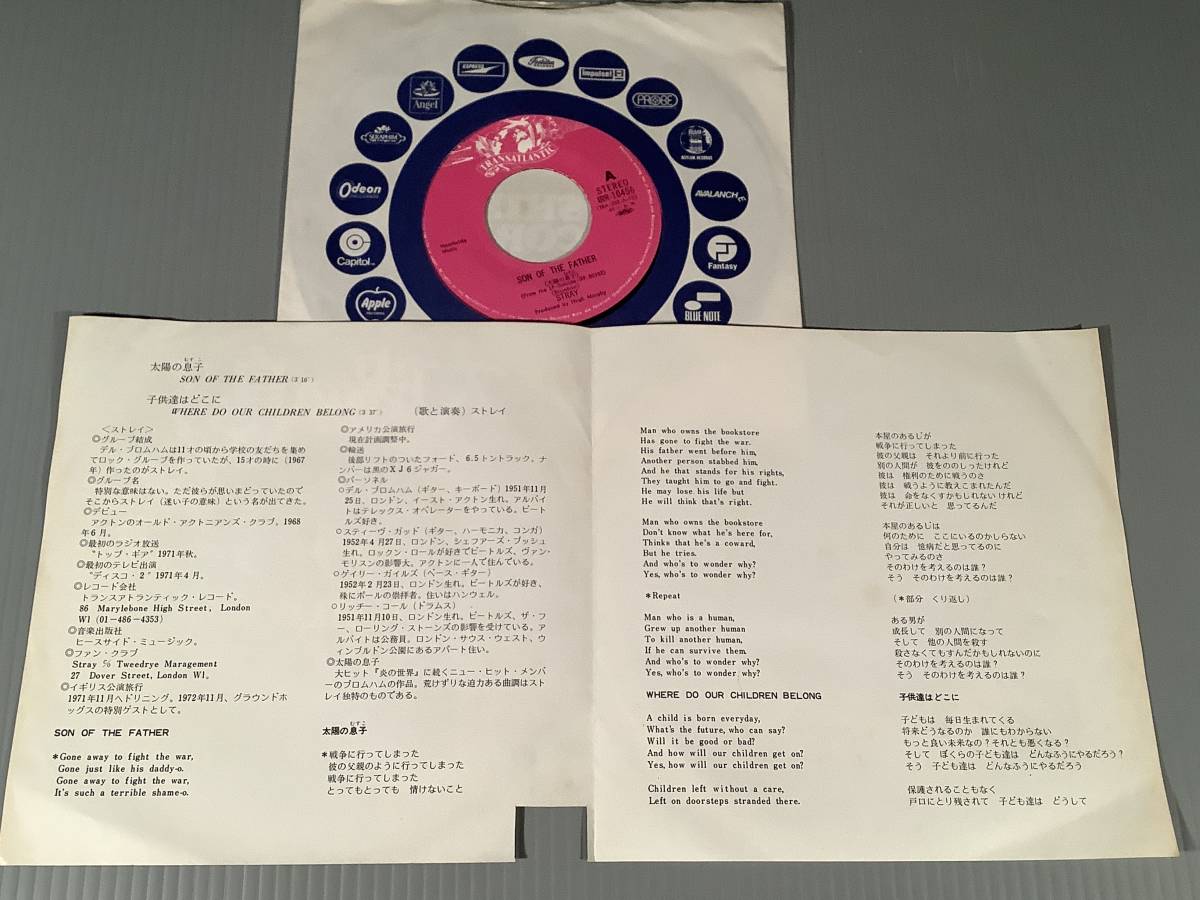 EXPRESS
Toshiba
impulse!
PROBE
Angel
SERAPHIM
ASYLUM RECORDS
Odeon
AVALANCHE
Capitol
Fantasy
Apple
BLUE NOTE
TRANSATLANTIC
A
STEREO
SON OF THE FATHER
STRAY
Produced by Hugh Murphy
太陽の息子
むすこ
SON OF THE FATHER (3′16″)
子供達はどこに
WHERE DO OUR CHILDREN BELONG (3′37″)
(歌と演奏) ストレイ
<ストレイ>
◎グループ結成
デル・ブロムハムは11才の頃から学校の友だちを集め
てロック・グループを作っていたが、15才の時に(1967
年)作ったのがストレイ。
◎グループ名
特別な意味はない。ただ彼らが思いまどっていたので
そこからストレイ(迷い子の意味)という名が出てきた。
◎デビュー
アクトンのオールド・アクトニアンズ・クラブ、1968
年6月。
◎最初のラジオ放送
"トップ・ギア" 1971年秋。
◎最初のテレビ出演
"ディスコ・2" 1971年4月。
◎レコード会社
トランスアトランティック・レコード。
86 Marylebone High Street, London
W1 (01-486-4353)
◎音楽出版社
ヒースサイド・ミュージック。
◎ファン・クラブ
Stray c/o Tweedrye Maragement
27 Dover Street, London W1.
◎イギリス公演旅行
1971年11月へドリニング。1972年11月、グラウンドホ
ッグスの特別ゲストとして。
SON OF THE FATHER
*Gone away to fight the war,
Gone just like his daddy-o.
Gone away to fight the war,
It's such a terrible shame-o.
◎アメリカ公演旅行
現在計画調整中。
◎輸送
後部リフトのついたフォード、6.5トントラック、ナ
ンバーは黒のXJ6ジャガー。
◎パーソネル
○デル・ブロムハム(ギター、キーボード)1951年11月
25日、ロンドン、イースト・アクトン生れ。アルバイ
トはテレックス・オペレーターをやっている。ビート
ルズ好き。
○スティーヴ・ガッド(ギター、ハーモニカ、コンガ)
1952年4月27日、ロンドン、シェファーズ・ブッシュ
生れ。ロックン・ロールが好きでビートルズ、ヴァン・
モリスンの影響大。アクトンに一人で住んている。
○ゲイリー・ガイルズ(ベース・ギター)
1952年2月23日、ロンドン生れ。ビートルズが好き、
殊にポールの崇拝者。住いはハンウェル。
○リッチー・コール(ドラムス)
1951年11月10日、ロンドン生れ。ビートルズ、ザ・フ
ー、ローリング・ストーンズの影響を受けている。ア
ルバイトは公務員。ロンドン・サウス・ウェスト、ウ
ィンブルドン公園にあるアパート住い。
◎太陽の息子
大ヒット『炎の世界』に続くニュー・ヒット・メンバ
ーのブロムハムの作品。荒けずりな迫力ある曲調はスト
レイ独特のものである。
むすこ
太陽の息子
*戦争に行ってしまった
彼の父親のように行ってしまった
戦争に行ってしまった
とってもとっても 情けないこと
Man who owns the bookstore
Has gone to fight the war.
His father went before him,
Another person stabbed him,
And he that stands for his rights,
They taught him to go and fight.
He may lose his life but
He will think that's right.
Man who owns the bookstore
Don't know what he's here for,
Thinks that he's a coward,
But he tries.
And who's to wonder why?
Yes, who's to wonder why?
*Repeat
Man who is a human,
Grew up another human
To kill another human,
If he can survive them.
And who's to wonder why?
Yes, who's to wonder why?
WHERE DO OUR CHILDREN BELONG
A child is born everyday,
What's the future, who can say?
Will it be good or bad?
And how will our children get on?
Yes, how will our children get on?
Children left without a care,
Left on doorsteps stranded there.
本屋のあるじが
戦争に行ってしまった
彼の父親は それより前に行った
別の人間が 彼をののしったけれど
彼は 権利のために戦うのさ
彼は 戦うように教えこまれたんだ
彼は 命をなくすかもしれない けれど
それが正しいと 思ってるんだ
本屋のあるじは
何のために ここにいるのかしらない
自分は 憶病だと思ってるのに
やってみるのさ
そのわけを考えるのは誰?
そう そのわけを考えるのは誰?
(*部分 くり返し)
ある男が
成長して 別の人間になって
そして 他の人間を殺す
殺さなくてもすんだかもしれないのに
そのわけを考えるのは誰?
そう そのわけを考えるのは誰?
子供達はどこに
子どもは 毎日生まれてくる
将来どうなるのか 誰にもわからない
もっと良い未来なの?それとも悪くなる?
そして ぼくらの子ども達は どんなふうにやるだろう?
そう 子ども達は どんなふうにやるだろう
保護されることもなく
戸口にとり残されて 子ども達は どうして